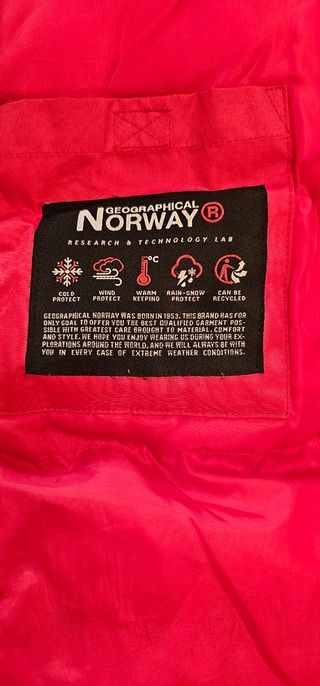 GEOGRAPHICAL
NORWAY®
RESEARCH & TECHNOLOGY LAB
°C
COLD PROTECT
WIND PROTECT
WARM KEEPING
RAIN-SNOW PROTECT
CAN BE RECYCLED
GEOGRAPHICAL NORWAY WAS BORN IN 1953. THIS BRAND HAS FOR
ONLY GOAL TO OFFER YOU THE BEST QUALIFIED GARMENT POS-
SIBLE WITH GREATEST CARE BROUGHT TO MATERIAL, COMFORT
AND STYLE. WE HOPE YOU ENJOY WEARING US DURING YOUR EX-
PLORATIONS AROUND THE WORLD, AND WE WILL ALWAYS BE WITH
YOU IN EVERY CASE OF EXTREME WEATHER CONDITIONS.